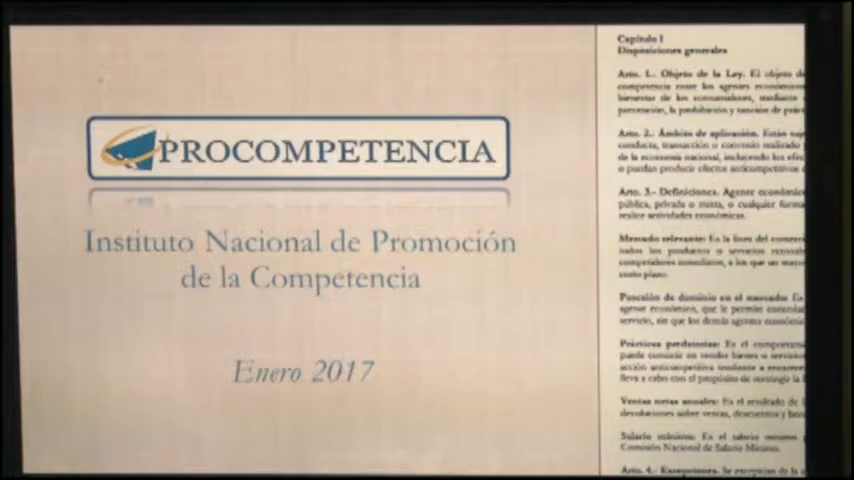 PROCOMPETENCIA
Instituto Nacional de Promoción
de la Competencia
Enero 2017
Capítulo I
Disposiciones generales
Arto. 1.- Objeto de la Ley. El objeto de
competencia entre los agentes económicos
bienestar de los consumidores, mediante
prevención, la prohibición y sanción de
Arto. 2.- Ámbito de aplicación. Están
conducta, transacción o convenio realizado
de la economía nacional, incluyendo los
o puedan producir efectos anticompetitivos
Arto. 3.- Definiciones. Agente económico
pública, privada o mixta, o cualquier forma
realice actividades económicas.
Mercado relevante: Es la línea del
todos los productos o servicios
competidores inmediatos, a los que un
corto plazo.
Posición de dominio en el mercado: Es
agente económico, que le permite controlar
servicio, sin que los demás agentes
Prácticas predatorias: Es el
puede consistir en vender bienes o servicios
acción anticompetitiva tendiente a
lleva a cabo con el propósito de restringir la
Ventas netas anuales: Es el resultado de
devoluciones sobre ventas, descuentos y
Salario mínimo: Es el salario mínimo
Comisión Nacional de Salario Mínimo.
Arto. 4.- Excepciones. Se exceptúan de la